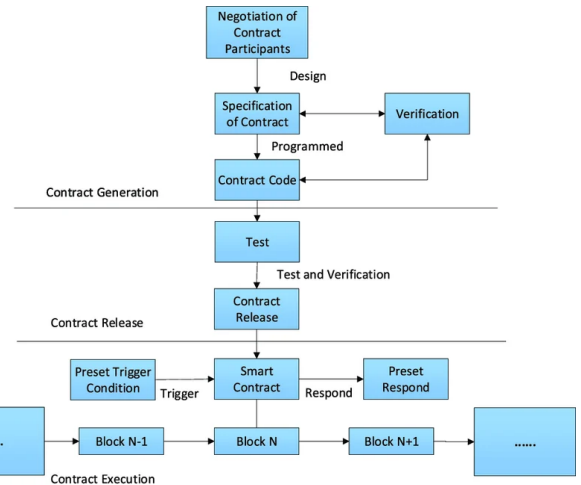 Negotiation of
Contract
Participants
Design
Specification
of Contract
Verification
Programmed
Contract Code
Contract Generation
Test
Test and Verification
Contract
Release
Contract Release
Preset Trigger
Condition
Trigger
Smart
Contract
Respond
Preset
Respond
.
Block N-1
Block N
Block N+1
......
Contract Execution